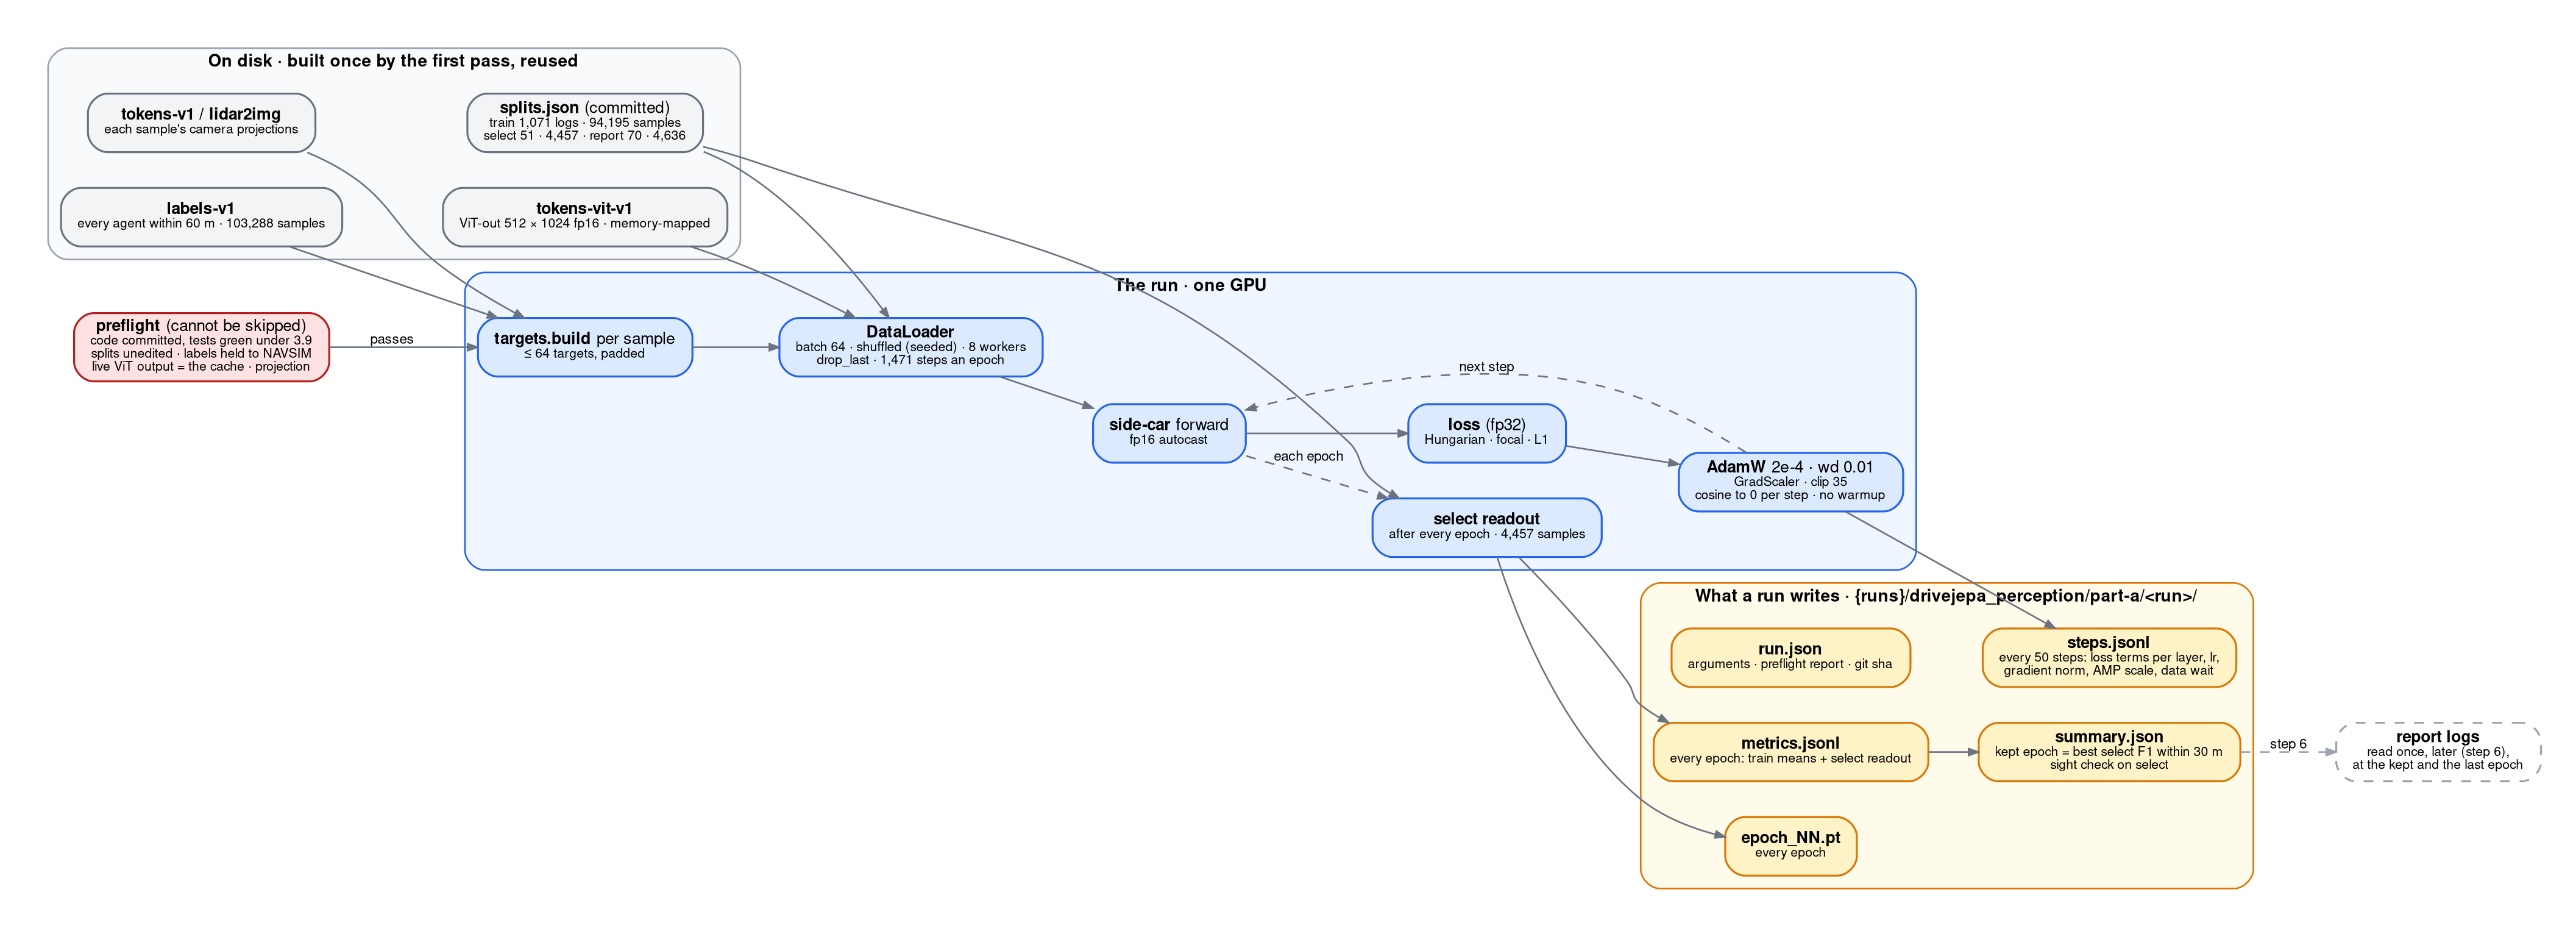 On disk · built once by the first pass, reused
tokens-v1 / lidar2img
each sample's camera projections
splits.json (committed)
train 1,071 logs · 94,195 samples
select 51 · 4,457 · report 70 · 4,636
labels-v1
every agent within 60 m · 103,288 samples
tokens-vit-v1
ViT-out 512 × 1024 fp16 · memory-mapped
The run · one GPU
preflight (cannot be skipped)
code committed, tests green under 3.9
splits unedited · labels held to NAVSIM
live ViT output = the cache · projection
passes
targets.build per sample
≤ 64 targets, padded
DataLoader
batch 64 · shuffled (seeded) · 8 workers
drop_last · 1,471 steps an epoch
next step
side-car forward
fp16 autocast
loss (fp32)
Hungarian · focal · L1
each epoch
AdamW 2e-4 · wd 0.01
GradScaler · clip 35
cosine to 0 per step · no warmup
select readout
after every epoch · 4,457 samples
What a run writes · {runs}/drivejepa_perception/part-a/<run>/
run.json
arguments · preflight report · git sha
steps.jsonl
every 50 steps: loss terms per layer, lr,
gradient norm, AMP scale, data wait
metrics.jsonl
every epoch: train means + select readout
summary.json
kept epoch = best select F1 within 30 m
sight check on select
step 6
report logs
read once, later (step 6),
at the kept and the last epoch
epoch_NN.pt
every epoch